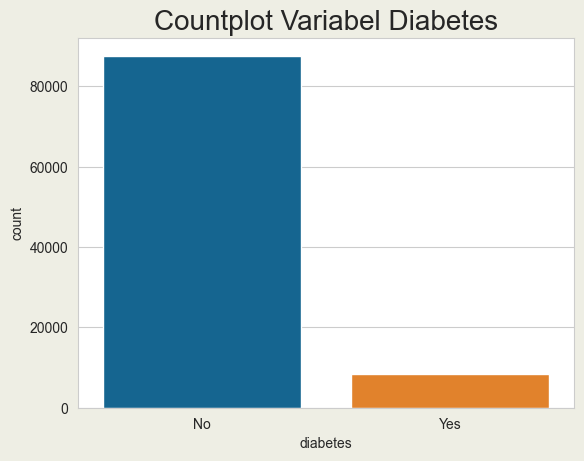 Countplot Variabel Diabetes
80000
60000
40000
20000
0
count
No
Yes
diabetes